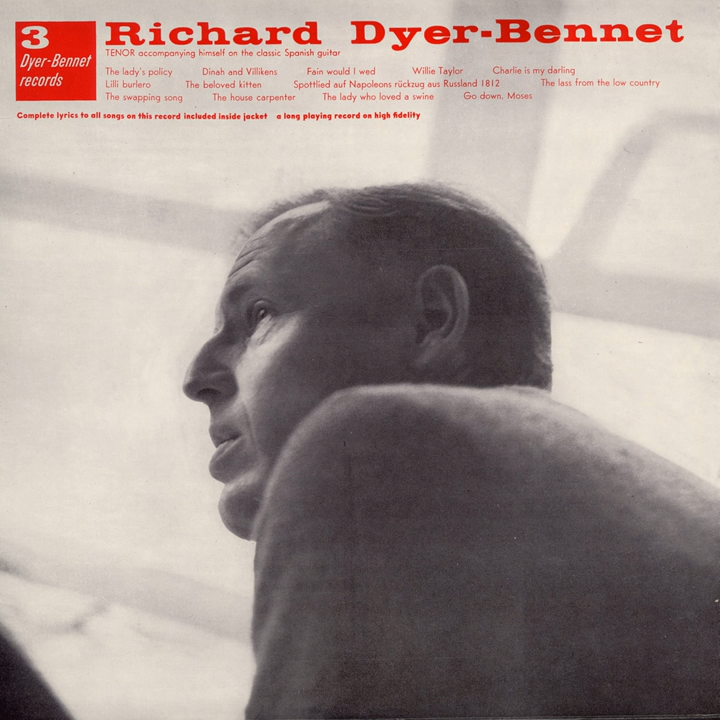 3
Dyer-Bennet
records
Richard Dyer-Bennet
TENOR accompanying himself on the classic Spanish guitar
The lady's policy Dinah and Villikens Fain would I wed Willie Taylor Charlie is my darling
Lilli burlero The beloved kitten Spottlied auf Napoleons rückzug aus Russland 1812 The lass from the low country
The swapping song The house carpenter The lady who loved a swine Go down, Moses
Complete lyrics to all songs on this record included inside jacket a long playing record on high fidelity